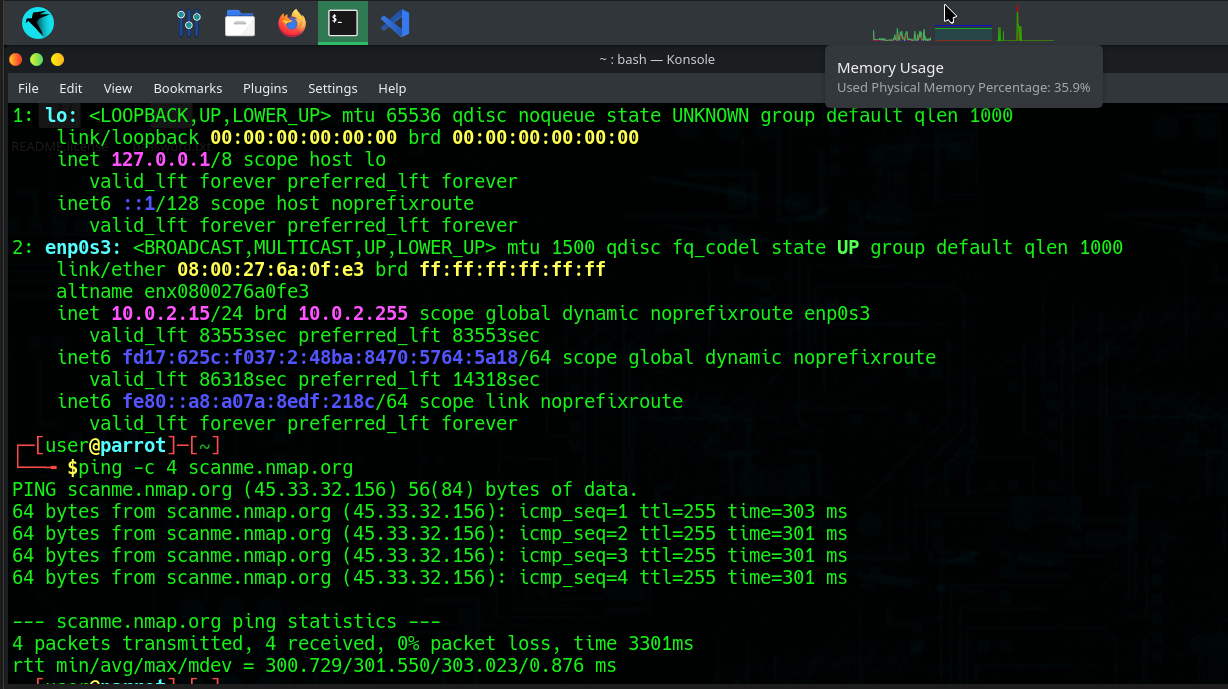 ~ : bash — Konsole
Memory Usage
Used Physical Memory Percentage: 35.9%
File Edit View Bookmarks Plugins Settings Help
1: lo: <LOOPBACK,UP,LOWER_UP> mtu 65536 qdisc noqueue state UNKNOWN group default qlen 1000
link/loopback 00:00:00:00:00:00 brd 00:00:00:00:00:00
inet 127.0.0.1/8 scope host lo
valid_lft forever preferred_lft forever
inet6 ::1/128 scope host noprefixroute
valid_lft forever preferred_lft forever
2: enp0s3: <BROADCAST,MULTICAST,UP,LOWER_UP> mtu 1500 qdisc fq_codel state UP group default qlen 1000
link/ether 08:00:27:6a:0f:e3 brd ff:ff:ff:ff:ff:ff
altname enx0800276a0fe3
inet 10.0.2.15/24 brd 10.0.2.255 scope global dynamic noprefixroute enp0s3
valid_lft 83553sec preferred_lft 83553sec
inet6 fd17:625c:f037:2:48ba:8470:5764:5a18/64 scope global dynamic noprefixroute
valid_lft 86318sec preferred_lft 14318sec
inet6 fe80::a8:a07a:8edf:218c/64 scope link noprefixroute
valid_lft forever preferred_lft forever
┌─[user@parrot]─[~]
└──╼ $ping -c 4 scanme.nmap.org
PING scanme.nmap.org (45.33.32.156) 56(84) bytes of data.
64 bytes from scanme.nmap.org (45.33.32.156): icmp_seq=1 ttl=255 time=303 ms
64 bytes from scanme.nmap.org (45.33.32.156): icmp_seq=2 ttl=255 time=301 ms
64 bytes from scanme.nmap.org (45.33.32.156): icmp_seq=3 ttl=255 time=301 ms
64 bytes from scanme.nmap.org (45.33.32.156): icmp_seq=4 ttl=255 time=301 ms
--- scanme.nmap.org ping statistics ---
4 packets transmitted, 4 received, 0% packet loss, time 3301ms
rtt min/avg/max/mdev = 300.729/301.550/303.023/0.876 ms